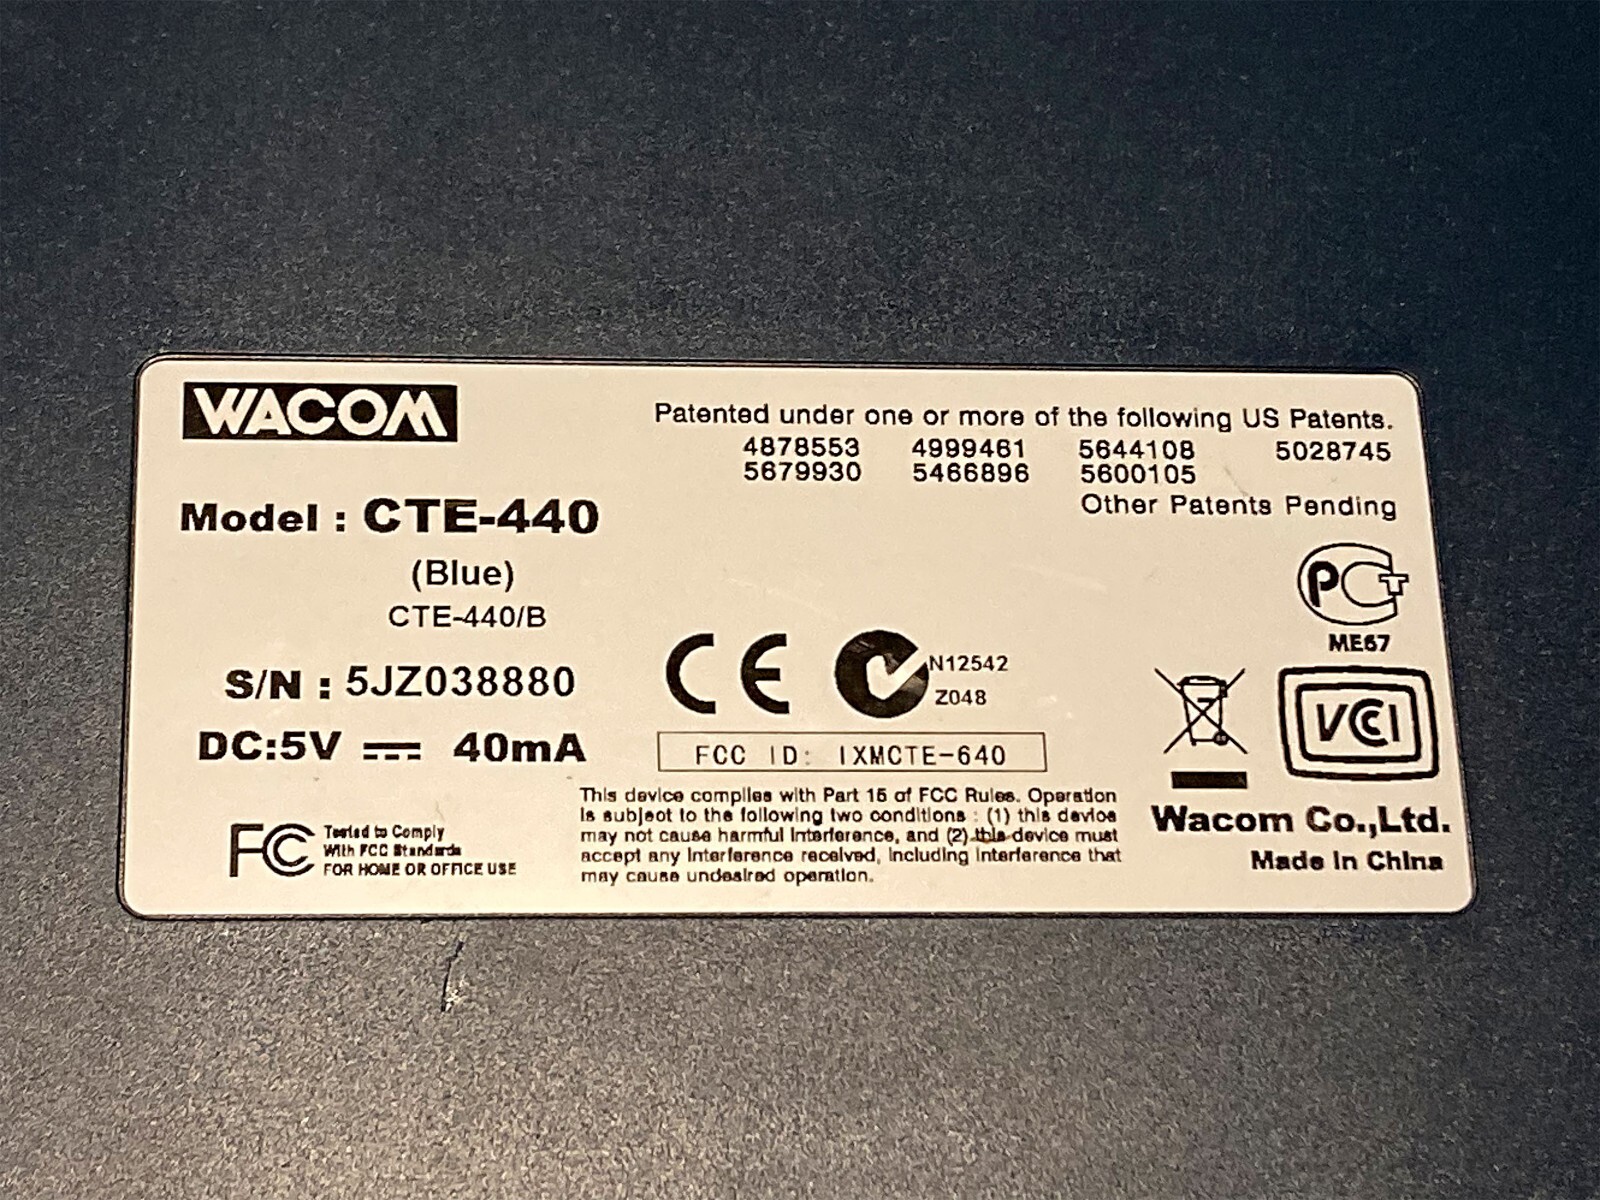 WACOM
Patented under one or more of the following US Patents.
4878553 4999461 5644108 5028745
5679930 5466896 5600105
Other Patents Pending
Model : CTE-440
(Blue)
CTE-440/B
PCT
ME67
S/N : 5JZ038880
CE
N12542
Z048
DC:5V 40mA
FCC ID: IXMCTE-640
VCCI
FC Tested to Comply
With FCC Standards
FOR HOME OR OFFICE USE
This device complies with Part 15 of FCC Rules. Operation
is subject to the following two conditions : (1) this device
may not cause harmful interference, and (2) this device must
accept any interference received, including interference that
may cause undesired operation.
Wacom Co.,Ltd.
Made in China